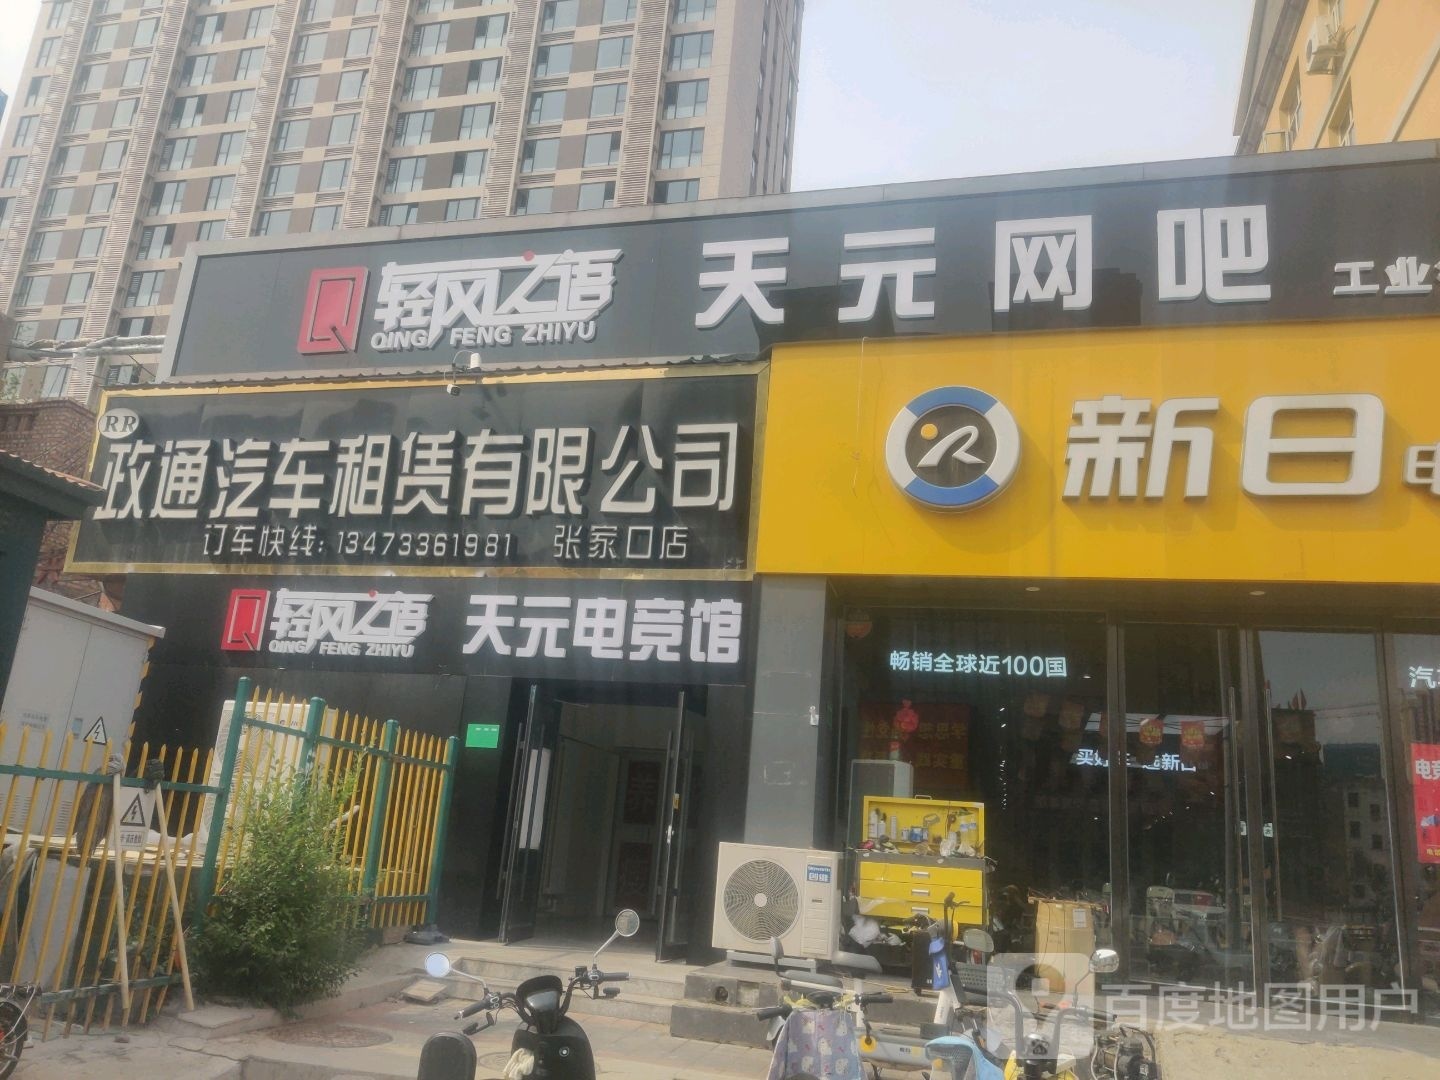 轻风之语 天元网吧 工业
QING FENG ZHIYU
RR
政通汽车租赁有限公司
订车快线: 13473361981 张家口店
新日
轻风之语 天元电竞馆
QING FENG ZHIYU
畅销全球近100国
百度地图用户